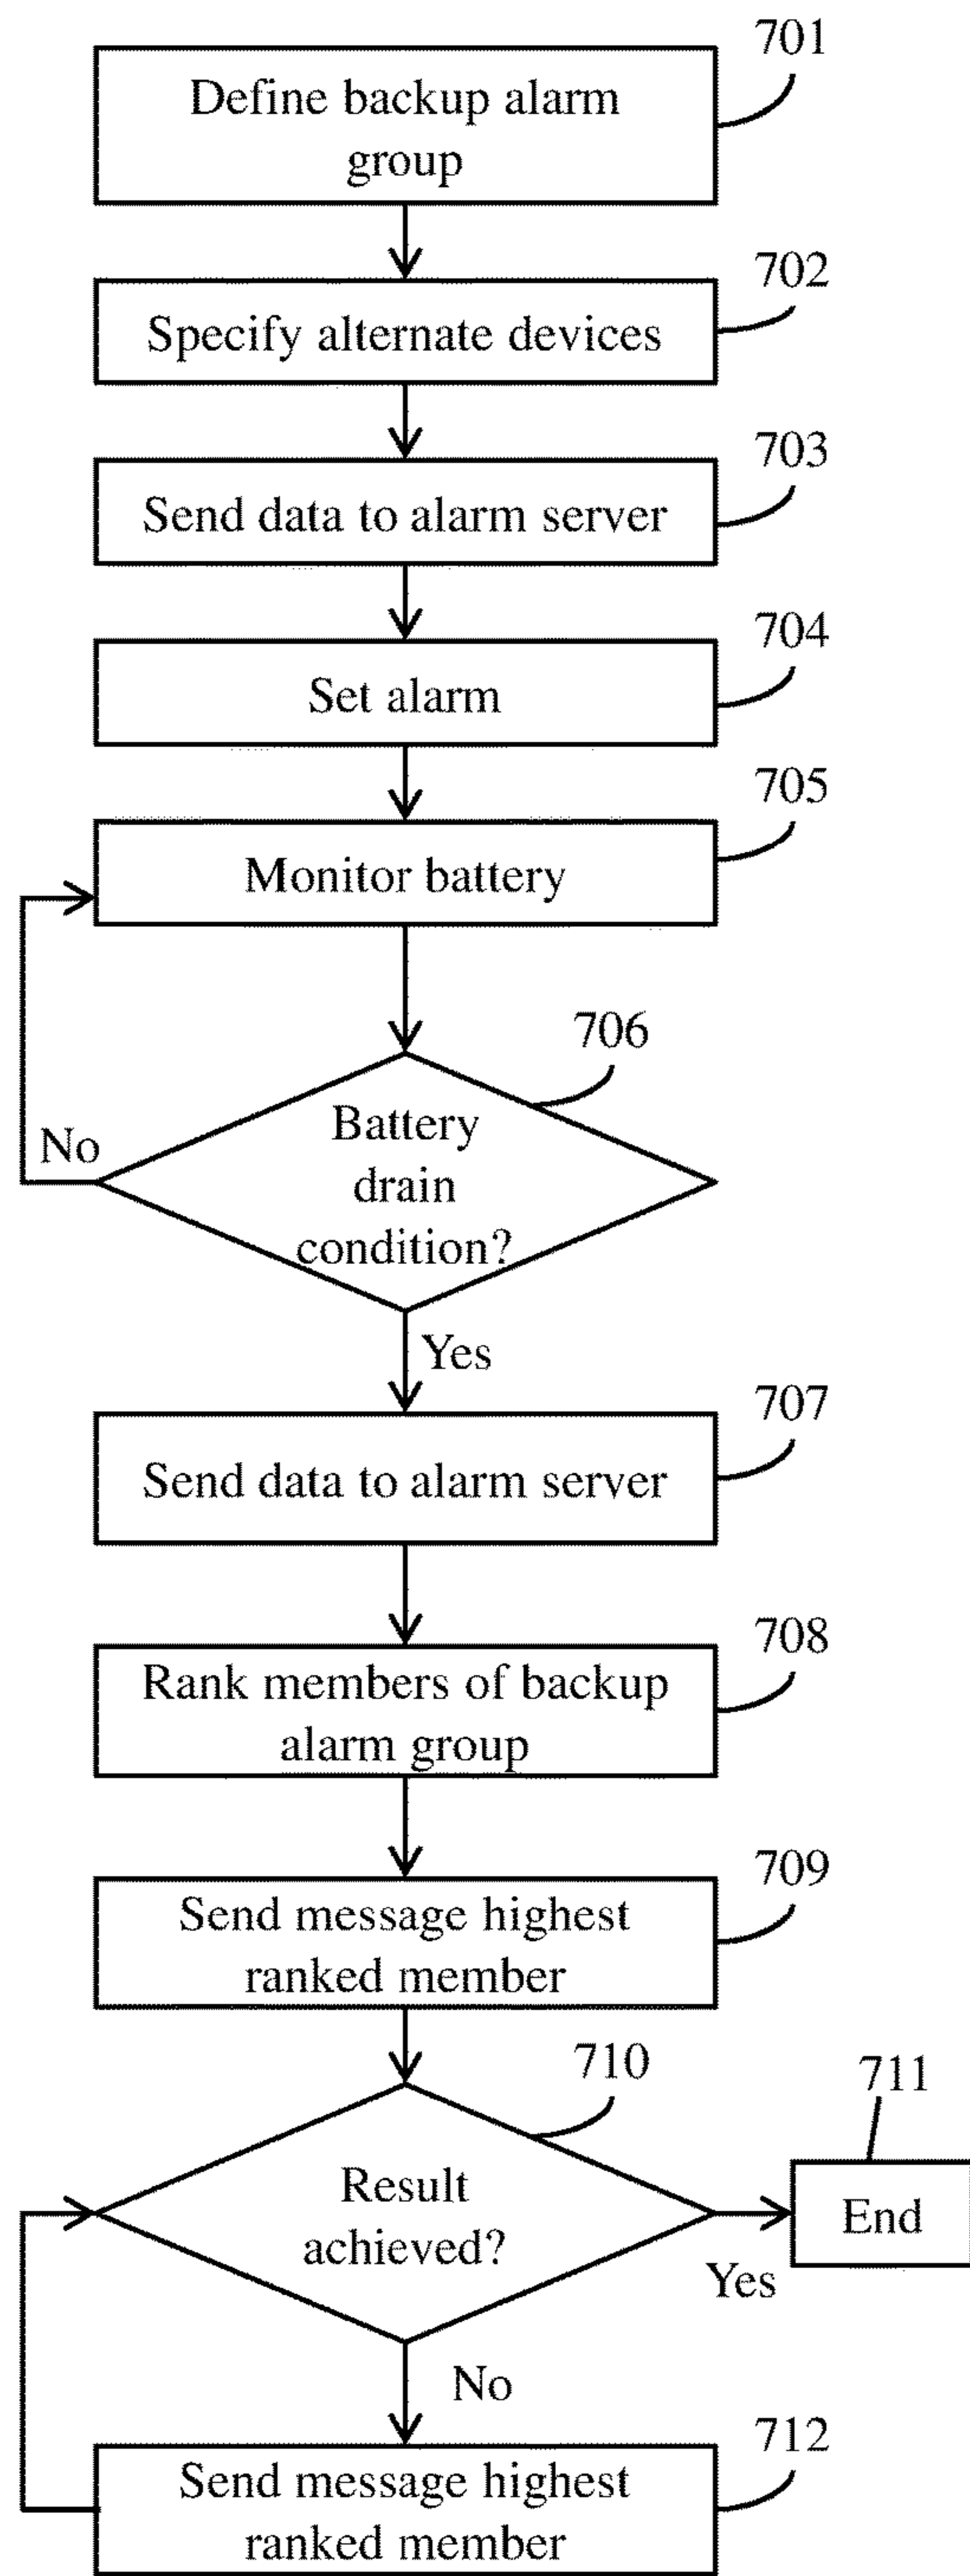 701
Define backup alarm
group
702
Specify alternate devices
703
Send data to alarm server
704
Set alarm
705
Monitor battery
706
Battery
drain
condition?
No
Yes
707
Send data to alarm server
708
Rank members of backup
alarm group
709
Send message highest
ranked member
710
Result
achieved?
711
End
Yes
No
712
Send message highest
ranked member